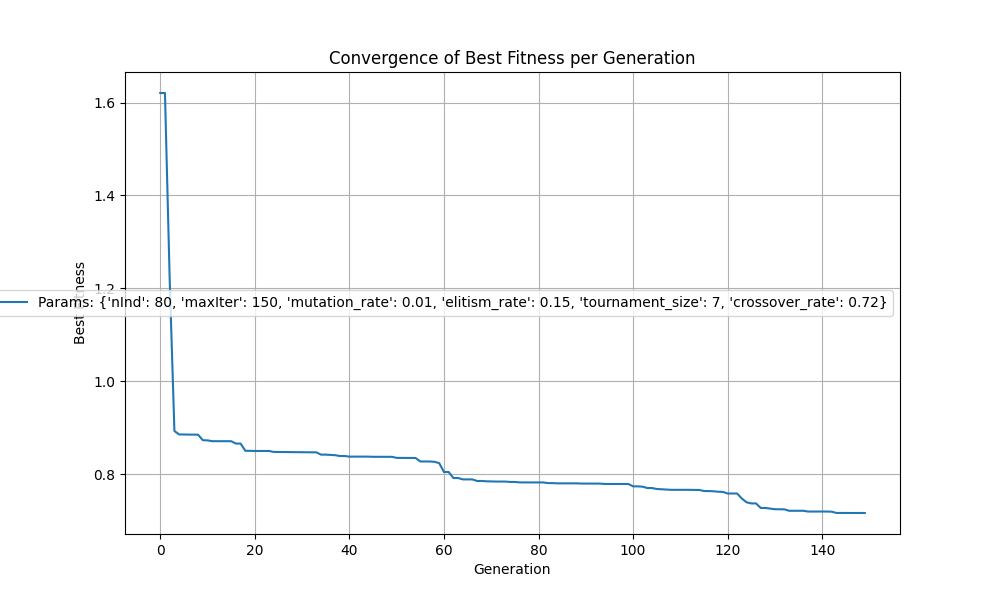 Convergence of Best Fitness per Generation
1.6
1.4
1.2
Params: {'nInd': 80, 'maxIter': 150, 'mutation_rate': 0.01, 'elitism_rate': 0.15, 'tournament_size': 7, 'crossover_rate': 0.72}
1.0
0.8
Best Fitness
0 20 40 60 80 100 120 140
Generation